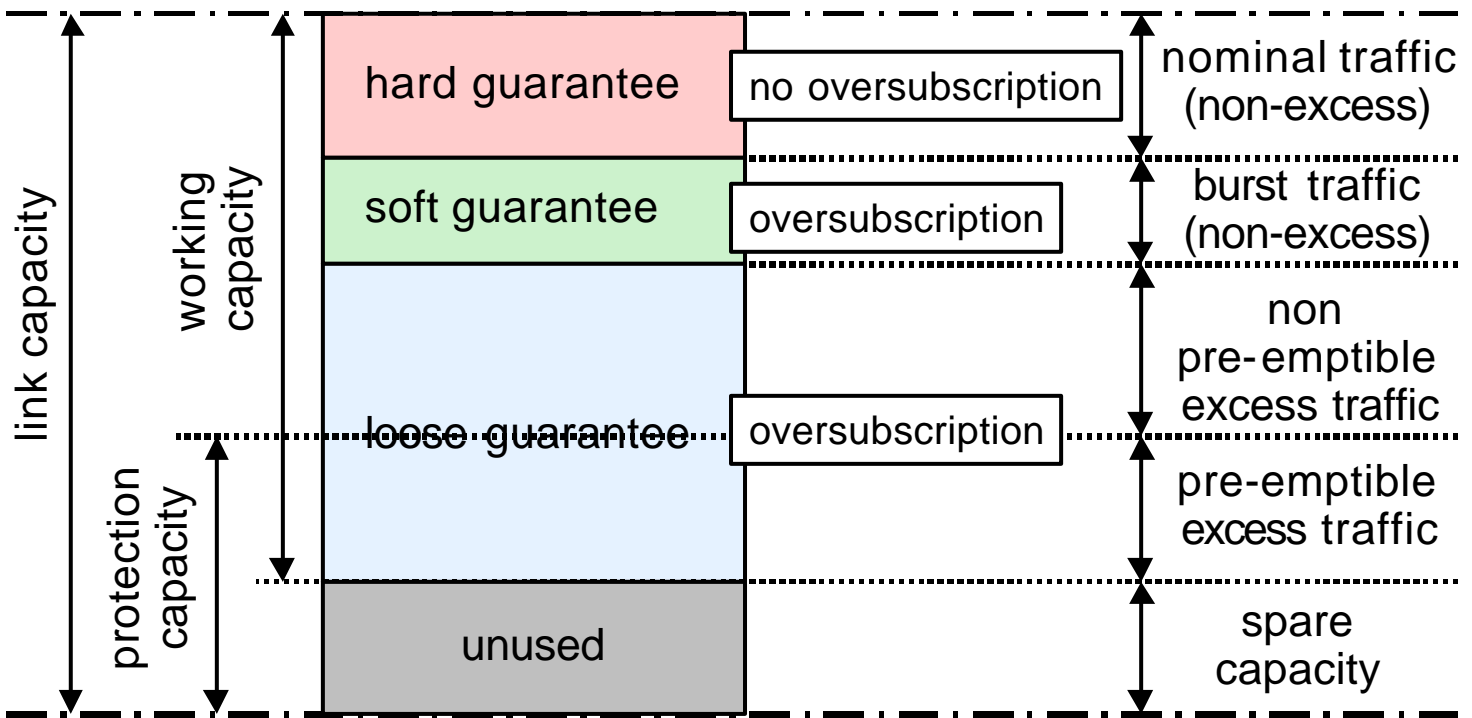 link capacity
working
capacity
protection
capacity
hard guarantee
no oversubscription
nominal traffic
(non-excess)
soft guarantee
oversubscription
burst traffic
(non-excess)
loose guarantee
oversubscription
non
pre-emptible
excess traffic
pre-emptible
excess traffic
unused
spare
capacity